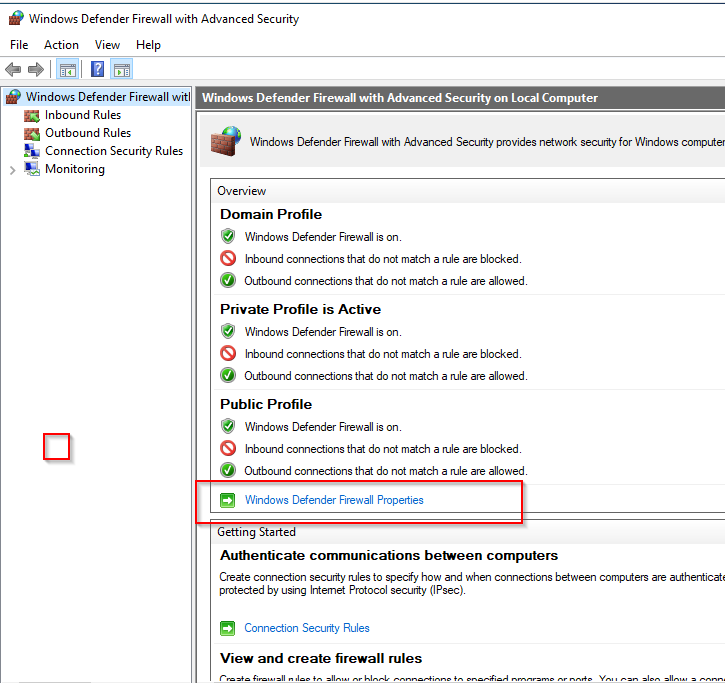 Windows Defender Firewall with Advanced Security
File Action View Help
Windows Defender Firewall wit
Inbound Rules
Outbound Rules
Connection Security Rules
Monitoring
Windows Defender Firewall with Advanced Security on Local Computer
Windows Defender Firewall with Advanced Security provides network security for Windows computer
Overview
Domain Profile
Windows Defender Firewall is on.
Inbound connections that do not match a rule are blocked.
Outbound connections that do not match a rule are allowed.
Private Profile is Active
Windows Defender Firewall is on.
Inbound connections that do not match a rule are blocked.
Outbound connections that do not match a rule are allowed.
Public Profile
Windows Defender Firewall is on.
Inbound connections that do not match a rule are blocked.
Outbound connections that do not match a rule are allowed.
Windows Defender Firewall Properties
Getting Started
Authenticate communications between computers
Create connection security rules to specify how and when connections between computers are authenticate
protected by using Internet Protocol security (IPsec).
Connection Security Rules
View and create firewall rules
Create firewall rules to allow or block connections to specified programs or ports. You can also allow a conn